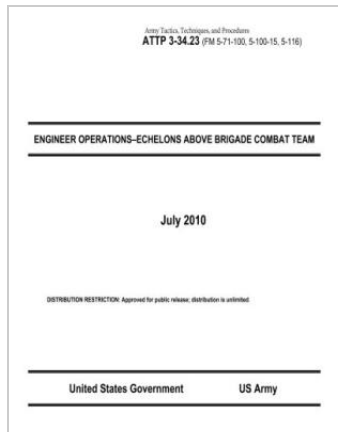 Army Tactics, Techniques, and Procedures
ATTP 3-34.23 (FM 5-71-100, 5-100-15, 5-116)
ENGINEER OPERATIONS–ECHELONS ABOVE BRIGADE COMBAT TEAM
July 2010
DISTRIBUTION RESTRICTION: Approved for public release; distribution is unlimited
United States Government US Army